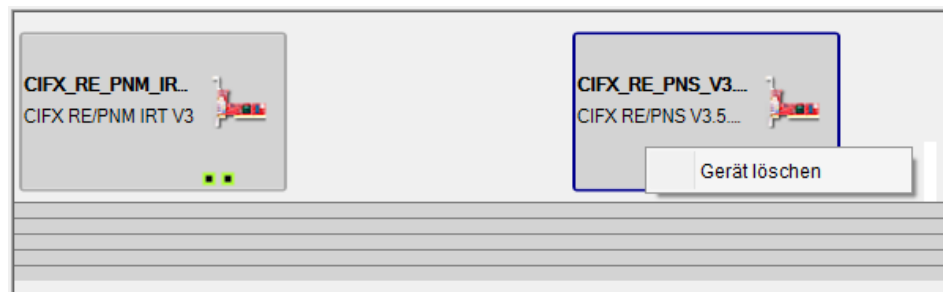 CIFX_RE_PNM_IR...
CIFX RE/PNM IRT V3
CIFX_RE_PNS_V3....
CIFX RE/PNS V3.5....
Gerät löschen